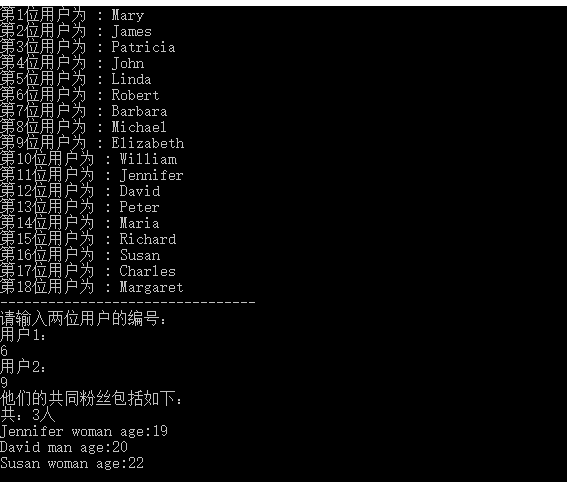 第1位用户为 : Mary
第2位用户为 : James
第3位用户为 : Patricia
第4位用户为 : John
第5位用户为 : Linda
第6位用户为 : Robert
第7位用户为 : Barbara
第8位用户为 : Michael
第9位用户为 : Elizabeth
第10位用户为 : William
第11位用户为 : Jennifer
第12位用户为 : David
第13位用户为 : Peter
第14位用户为 : Maria
第15位用户为 : Richard
第16位用户为 : Susan
第17位用户为 : Charles
第18位用户为 : Margaret
--------------------------------
请输入两位用户的编号：
用户1：
6
用户2：
9
他们的共同粉丝包括如下：
共：3人
Jennifer woman age:19
David man age:20
Susan woman age:22